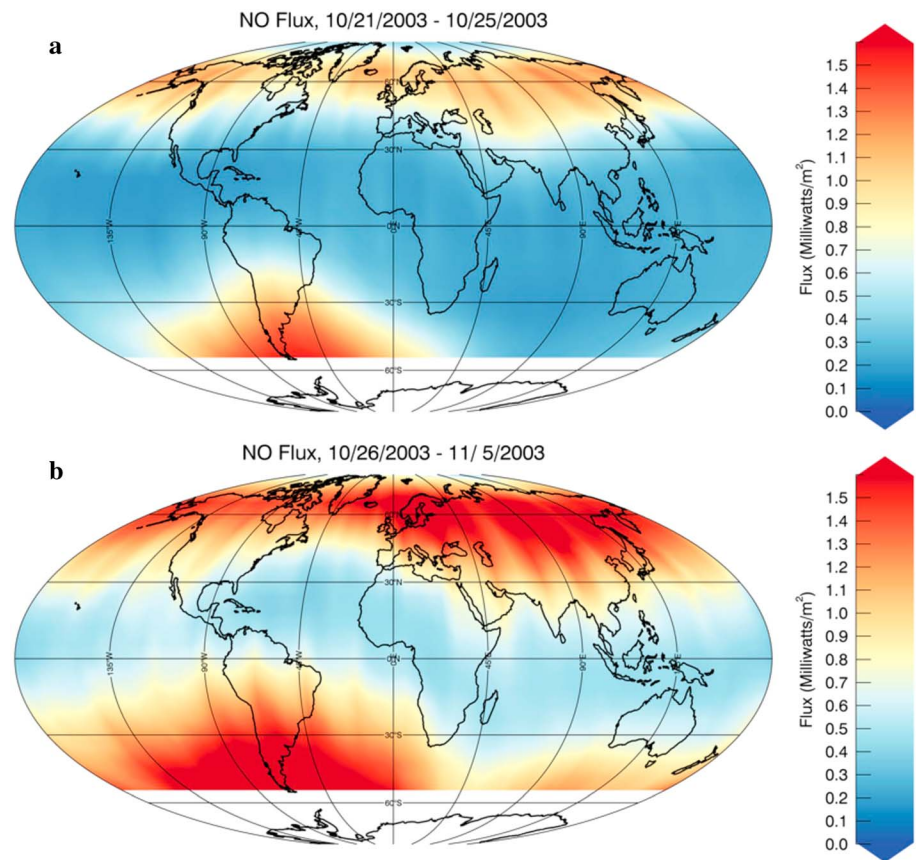 NO Flux, 10/21/2003 - 10/25/2003
a
60°N
30°N
135°W
90°W
0°N
45°E
90°E
30°S
60°S
Flux (Milliwatts/m²)
1.5
1.4
1.3
1.2
1.1
1.0
0.9
0.8
0.7
0.6
0.5
0.4
0.3
0.2
0.1
0.0
NO Flux, 10/26/2003 - 11/ 5/2003
b
30°N
135°W
90°W
0°N
45°E
90°E
30°S
60°S
Flux (Milliwatts/m²)
1.5
1.4
1.3
1.2
1.1
1.0
0.9
0.8
0.7
0.6
0.5
0.4
0.3
0.2
0.1
0.0